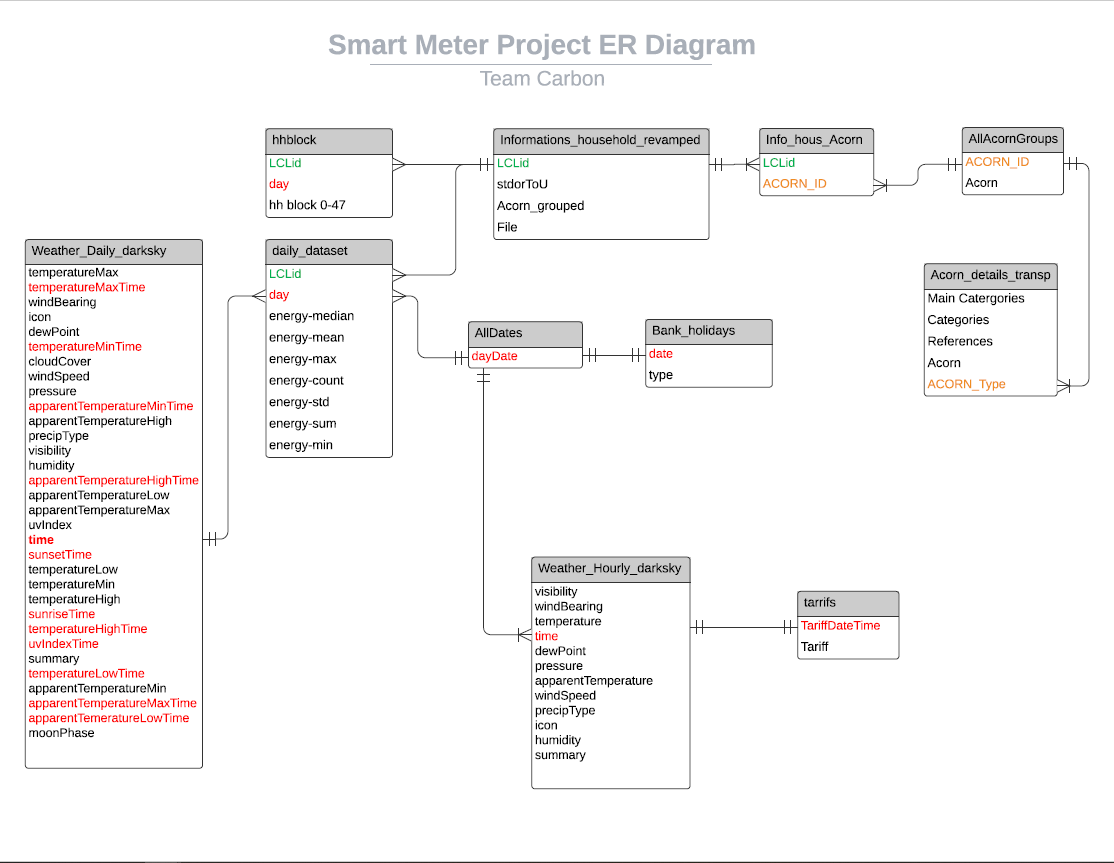 Smart Meter Project ER Diagram
Team Carbon
hhblock
LCLid
day
hh block 0-47
Informations_household_revamped
LCLid
stdorToU
Acorn_grouped
File
Info_hous_Acorn
LCLid
ACORN_ID
AllAcornGroups
ACORN_ID
Acorn
Weather_Daily_darksky
temperatureMax
temperatureMaxTime
windBearing
icon
dewPoint
temperatureMinTime
cloudCover
windSpeed
pressure
apparentTemperatureMinTime
apparentTemperatureHigh
precipType
visibility
humidity
apparentTemperatureHighTime
apparentTemperatureLow
apparentTemperatureMax
uvIndex
time
sunsetTime
temperatureLow
temperatureMin
temperatureHigh
sunriseTime
temperatureHighTime
uvIndexTime
summary
temperatureLowTime
apparentTemperatureMin
apparentTemperatureMaxTime
apparentTemeratureLowTime
moonPhase
daily_dataset
LCLid
day
energy-median
energy-mean
energy-max
energy-count
energy-std
energy-sum
energy-min
AllDates
dayDate
Bank_holidays
date
type
Acorn_details_transp
Main Catergories
Categories
References
Acorn
ACORN_Type
Weather_Hourly_darksky
visibility
windBearing
temperature
time
dewPoint
pressure
apparentTemperature
windSpeed
precipType
icon
humidity
summary
tarrifs
TariffDateTime
Tariff